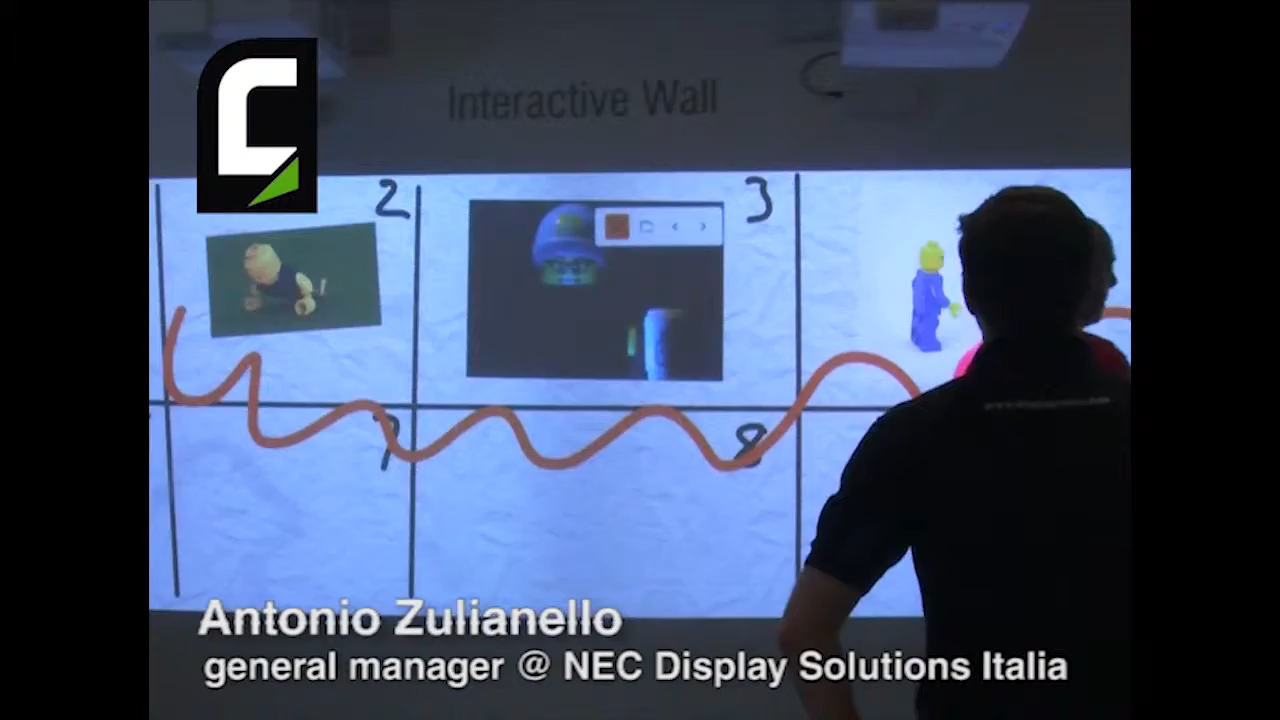 Interactive Wall
2
3
7
8
Antonio Zulianello
general manager @ NEC Display Solutions Italia